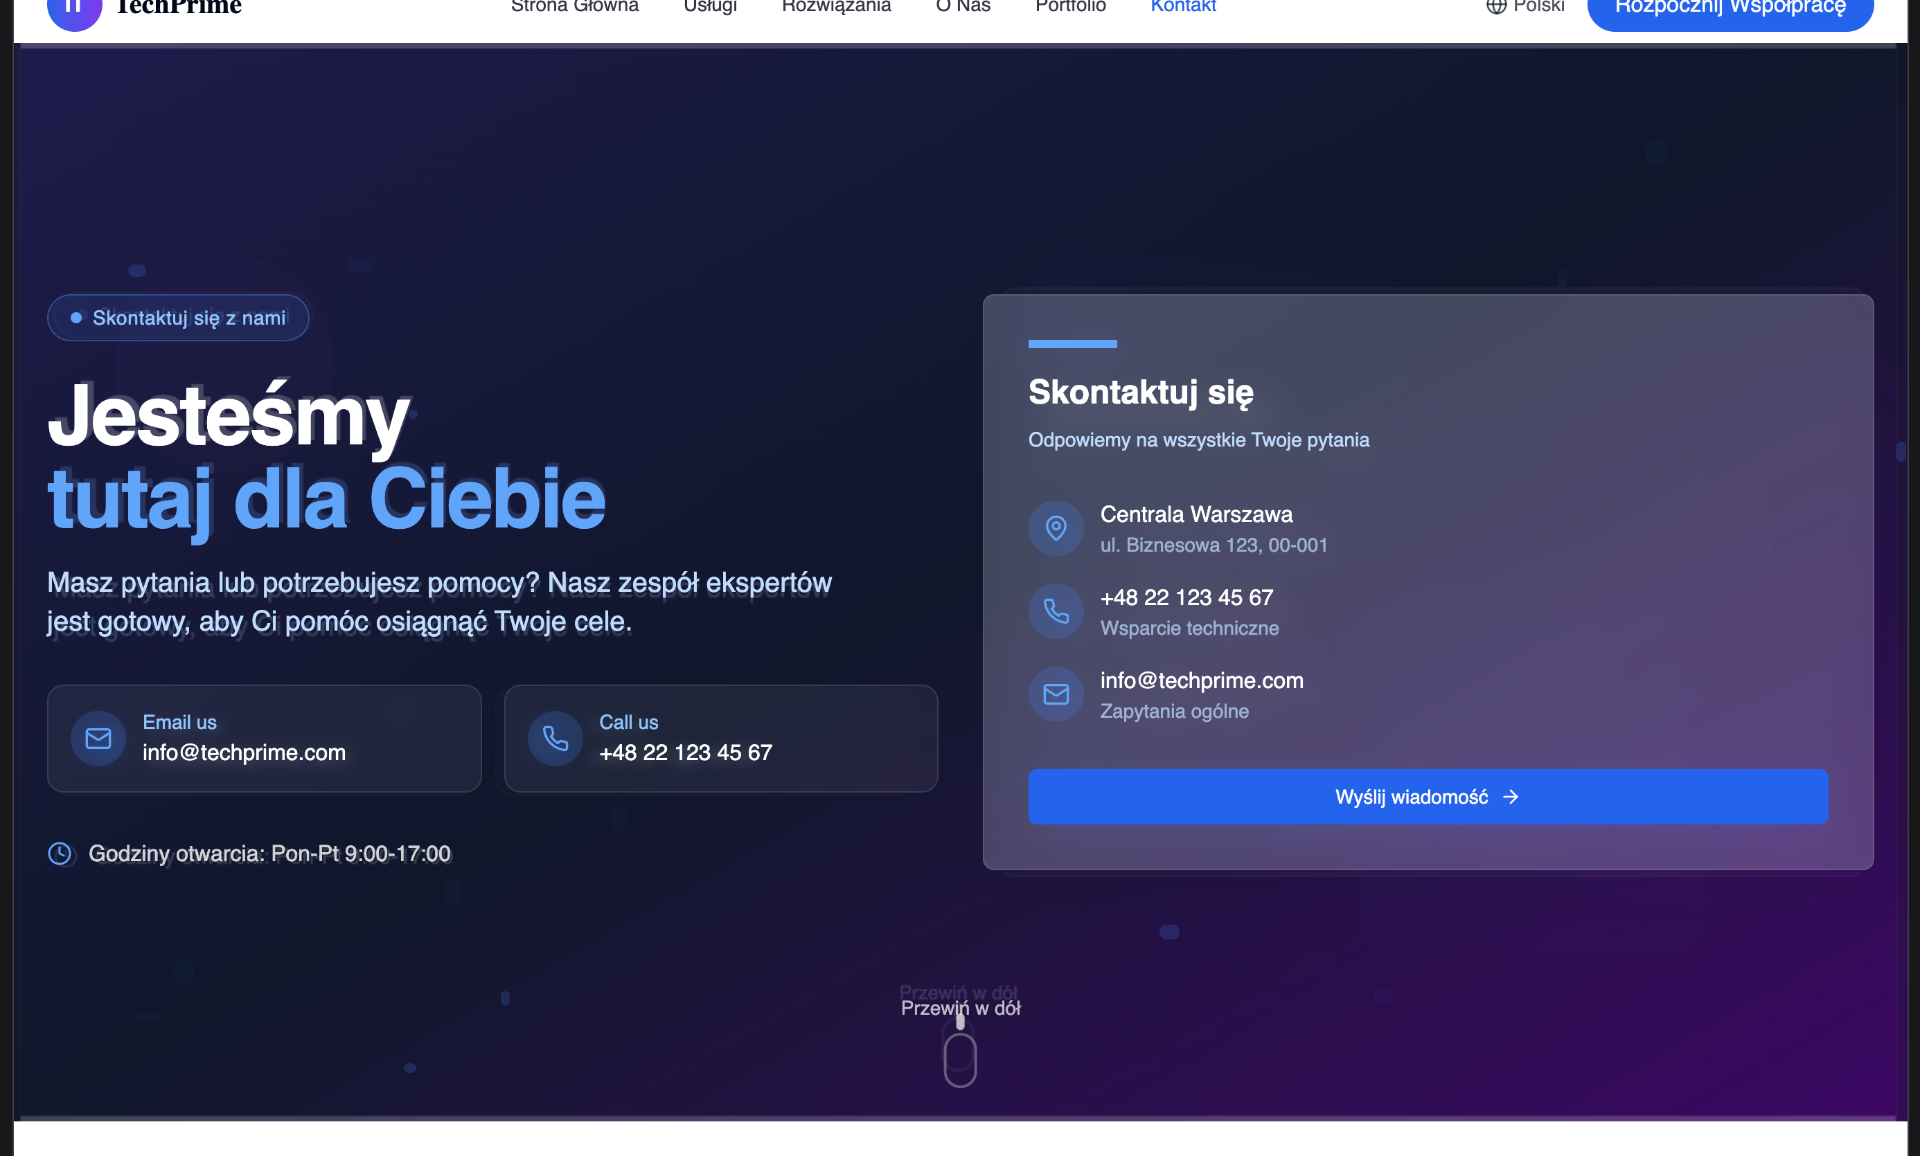 TechPrime
Strona Główna
Usługi
Rozwiązania
O Nas
Portfolio
Kontakt
Polski
Rozpocznij Współpracę
Skontaktuj się z nami
Jesteśmy
tutaj dla Ciebie
Masz pytania lub potrzebujesz pomocy? Nasz zespół ekspertów
jest gotowy, aby Ci pomóc osiągnąć Twoje cele.
Email us
info@techprime.com
Call us
+48 22 123 45 67
Godziny otwarcia: Pon-Pt 9:00-17:00
Skontaktuj się
Odpowiemy na wszystkie Twoje pytania
Centrala Warszawa
ul. Biznesowa 123, 00-001
+48 22 123 45 67
Wsparcie techniczne
info@techprime.com
Zapytania ogólne
Wyślij wiadomość →
Przewiń w dół
Przewiń w dół